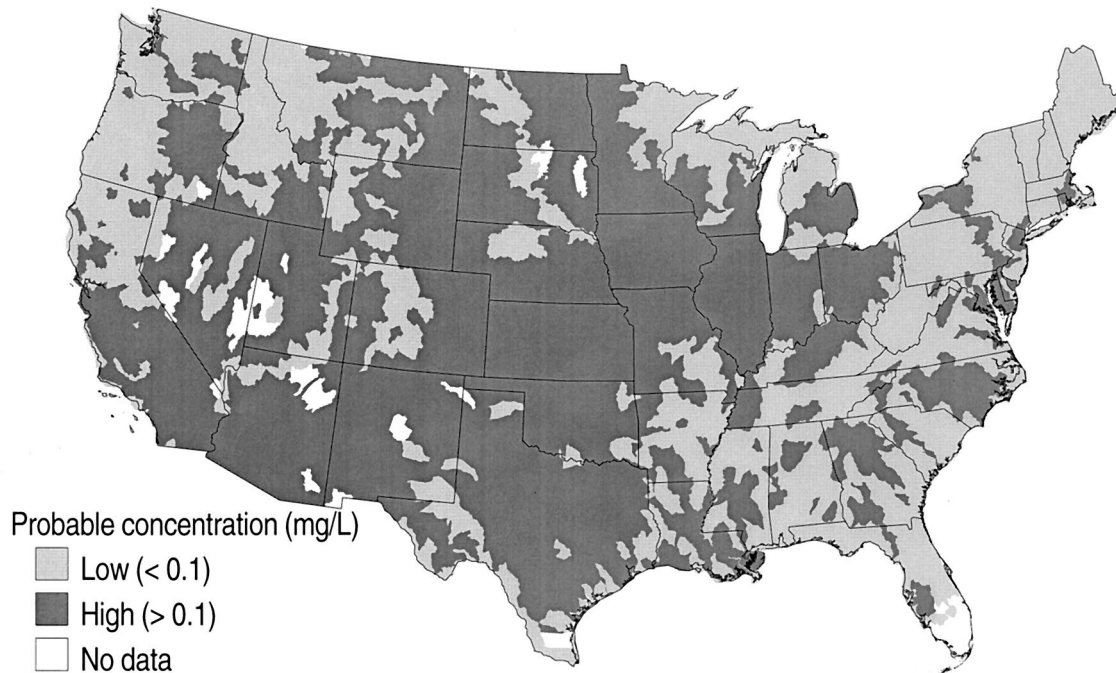 Probable concentration (mg/L)
Low (< 0.1)
High (> 0.1)
No data